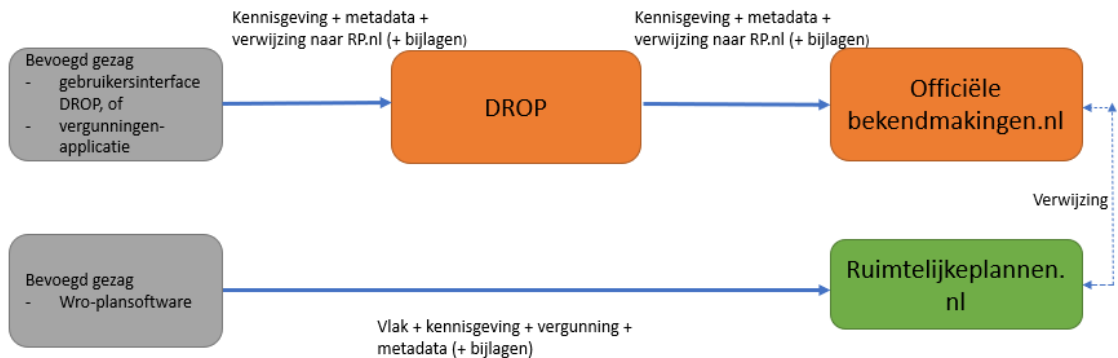 Kennisgeving + metadata +
verwijzing naar RP.nl (+ bijlagen)
Kennisgeving + metadata +
verwijzing naar RP.nl (+ bijlagen)
Bevoegd gezag
- gebruikersinterface
DROP, of
- vergunningen-
applicatie
DROP
Officiële
bekendmakingen.nl
Verwijzing
Bevoegd gezag
- Wro-plansoftware
Ruimtelijkeplannen.
nl
Vlak + kennisgeving + vergunning +
metadata (+ bijlagen)